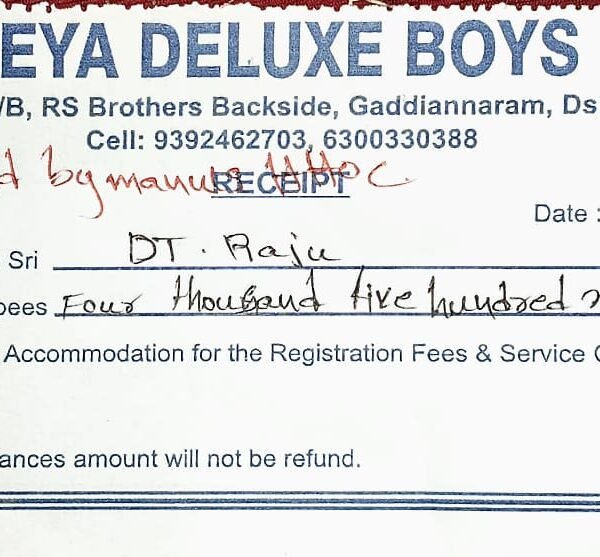 EYA DELUXE BOYS
/B, RS Brothers Backside, Gaddiannaram, Ds
Cell: 9392462703, 6300330388
d by
RECEIPT
Date :
Sri DT. Raju
pees Four thousand five hundred
Accommodation for the Registration Fees & Service
ances amount will not be refund.